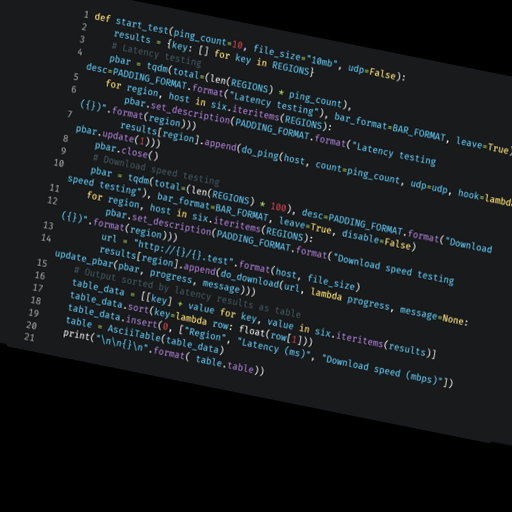 1 def start_test(ping_count=10, file_size="10mb", udp=False):
2 results = {key: [] for key in REGIONS}
3 # Latency testing
4 pbar = tqdm(total=(len(REGIONS) * ping_count),
desc=PADDING_FORMAT.format("Latency testing"), bar_format=BAR_FORMAT, leave=True)
5 for region, host in six.iteritems(REGIONS):
6 pbar.set_description(PADDING_FORMAT.format("Latency testing
({})".format(region)))
7 results[region].append(do_ping(host, count=ping_count, udp=udp, hook=lambda
pbar.update(1)))
8 pbar.close()
9 # Download speed testing
10 pbar = tqdm(total=(len(REGIONS) * 100), desc=PADDING_FORMAT.format("Download
speed testing"), bar_format=BAR_FORMAT, leave=True, disable=False)
11 for region, host in six.iteritems(REGIONS):
12 pbar.set_description(PADDING_FORMAT.format("Download speed testing
({})".format(region)))
13 url = "http://{}/{}.test".format(host, file_size)
14 results[region].append(do_download(url, lambda progress, message=None:
update_pbar(pbar, progress, message)))
15 # Output sorted by latency results as table
16 table_data = [[key] + value for key, value in six.iteritems(results)]
17 table_data.sort(key=lambda row: float(row[1]))
18 table_data.insert(0, ["Region", "Latency (ms)", "Download speed (mbps)"])
19 table = AsciiTable(table_data)
20 print("\n\n{}\n".format( table.table))
21